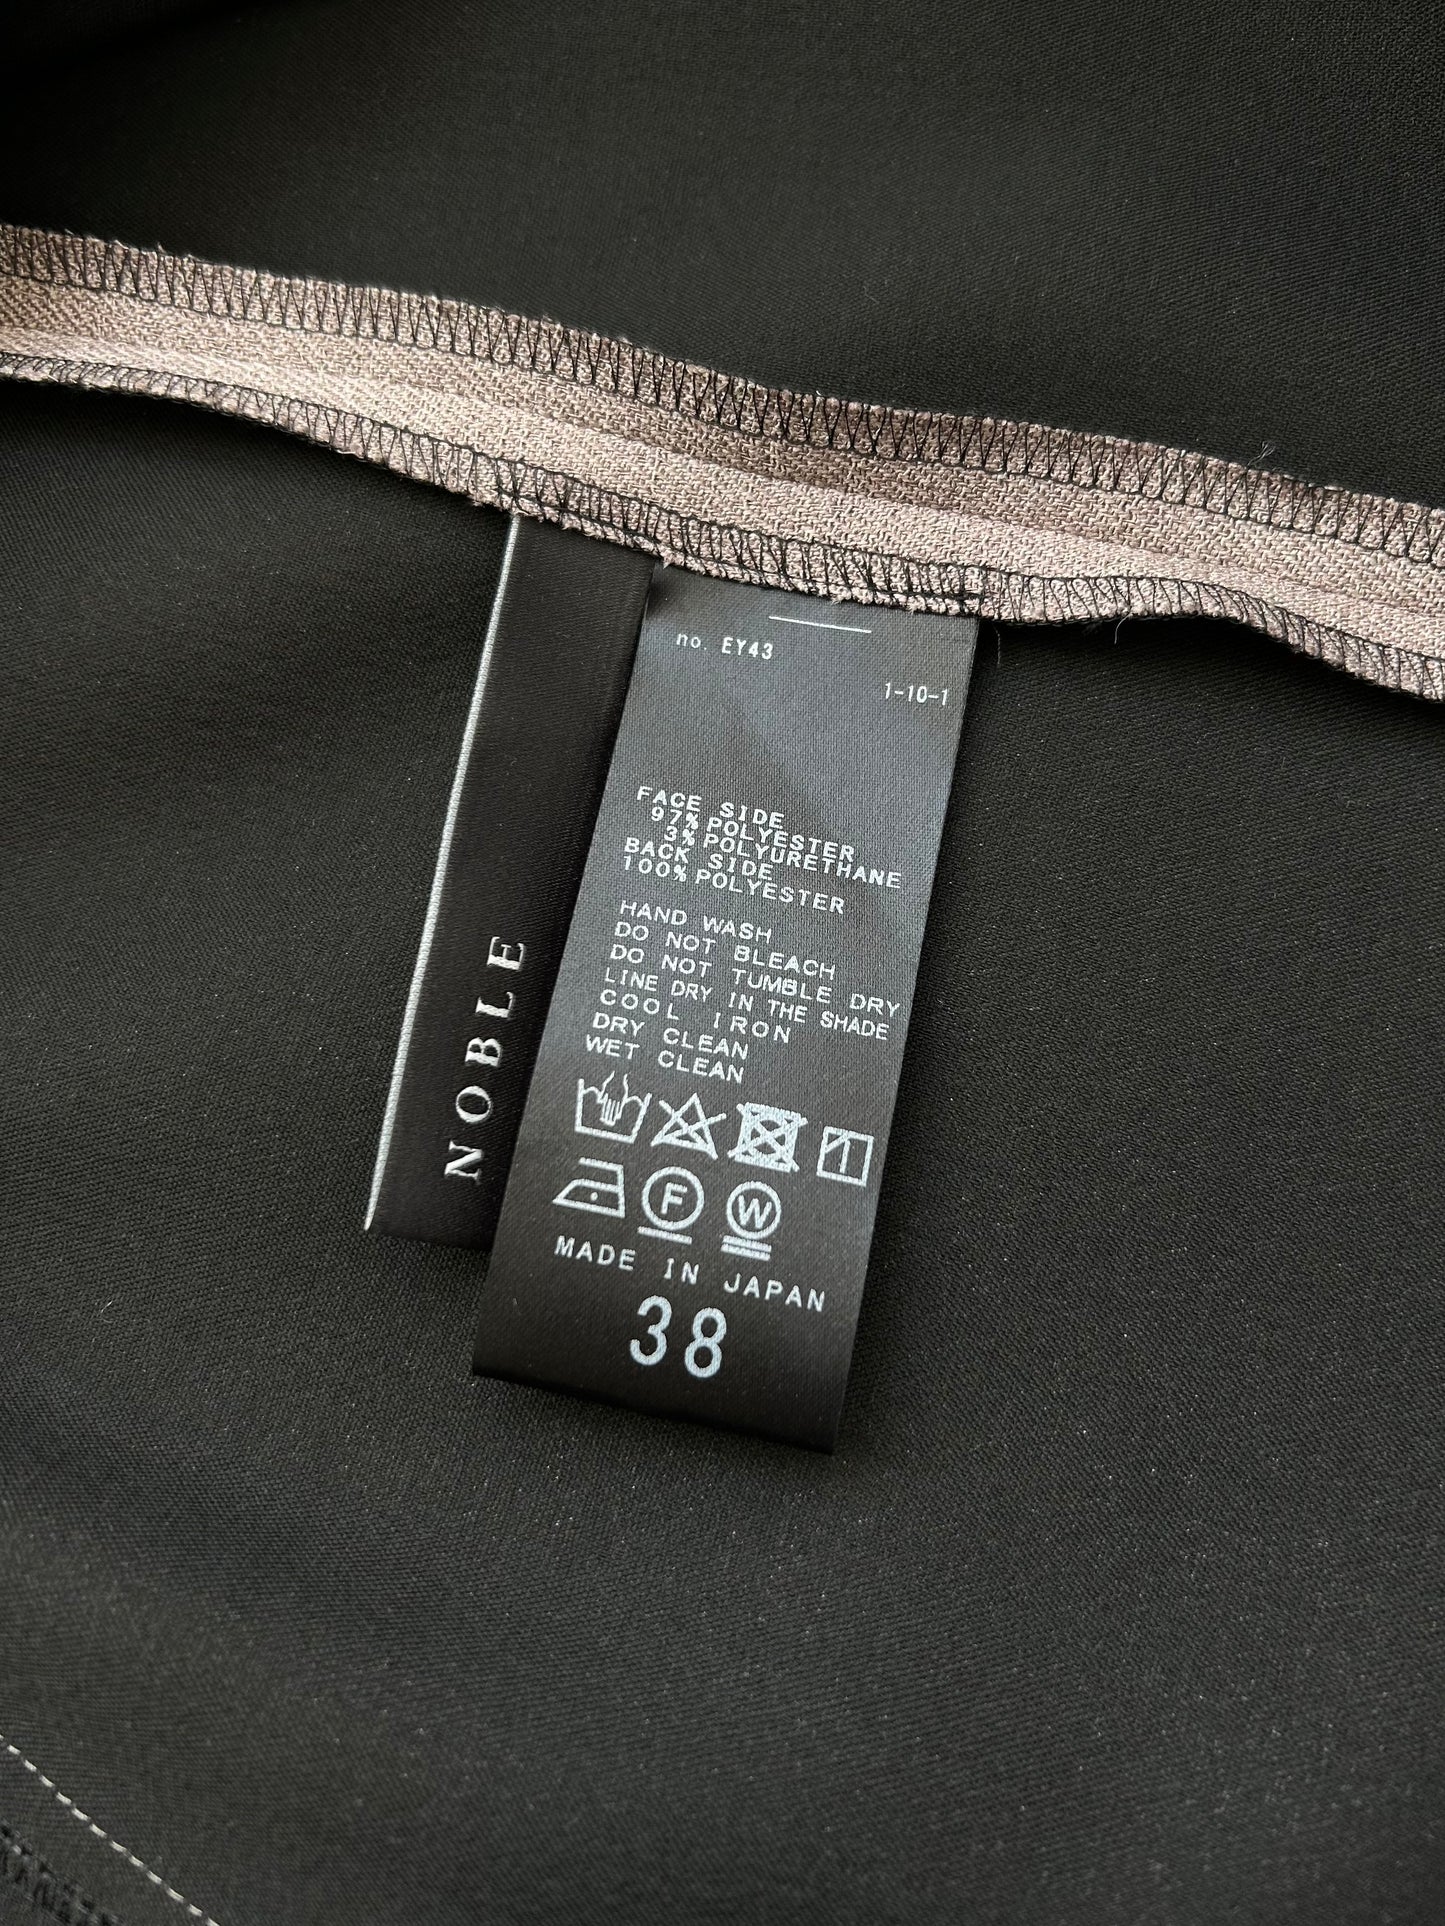 NOBLE
no. EY43
1-10-1
FACE SIDE
97% POLYESTER
3% POLYURETHANE
BACK SIDE
100% POLYESTER
HAND WASH
DO NOT BLEACH
DO NOT TUMBLE DRY
LINE DRY IN THE SHADE
COOL IRON
DRY CLEAN
WET CLEAN
F W
MADE IN JAPAN
38